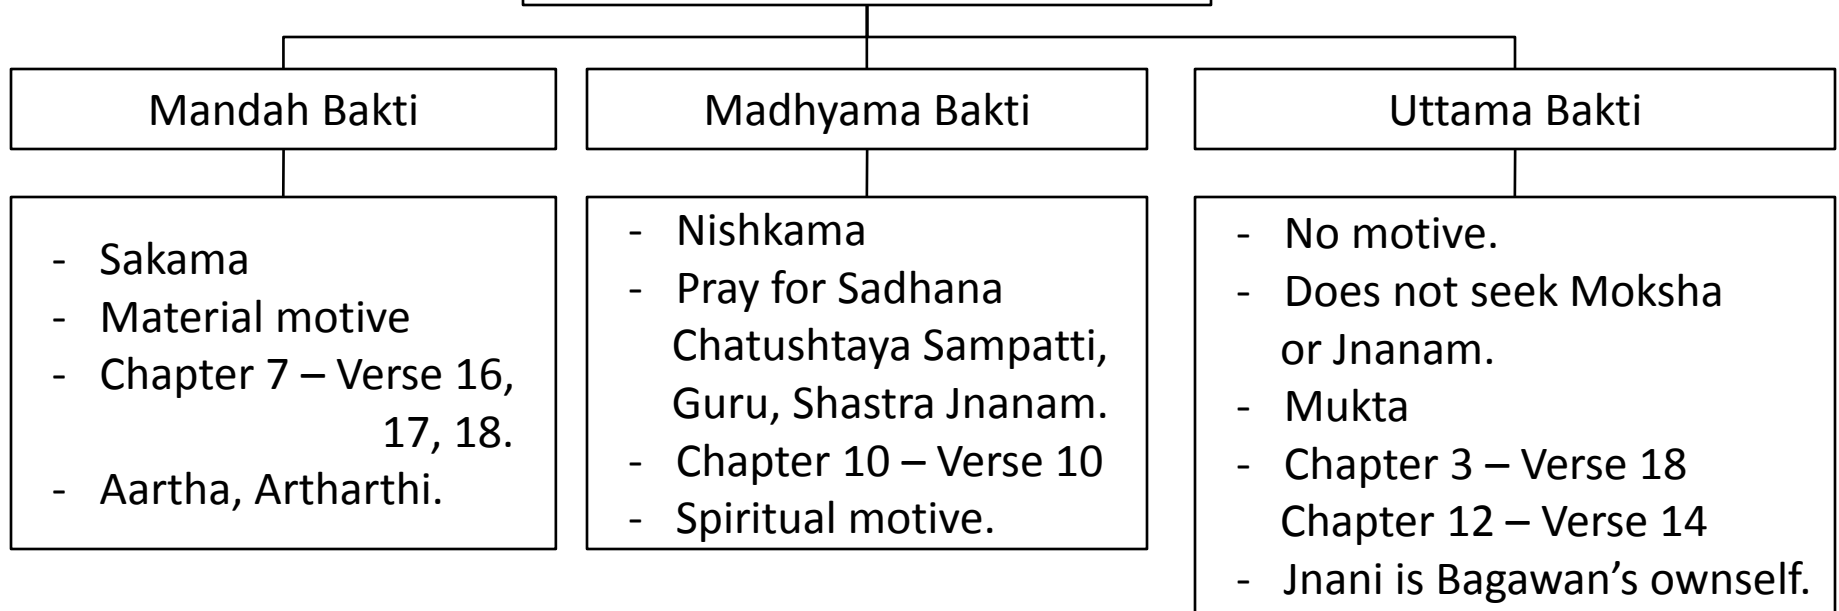 Mandah Bakti
- Sakama
- Material motive
- Chapter 7 – Verse 16,
17, 18.
- Aartha, Artharthi.
Madhyama Bakti
- Nishkama
- Pray for Sadhana
Chatushtaya Sampatti,
Guru, Shastra Jnanam.
- Chapter 10 – Verse 10
- Spiritual motive.
Uttama Bakti
- No motive.
- Does not seek Moksha
or Jnanam.
- Mukta
- Chapter 3 – Verse 18
Chapter 12 – Verse 14
- Jnani is Bagawan’s ownself.